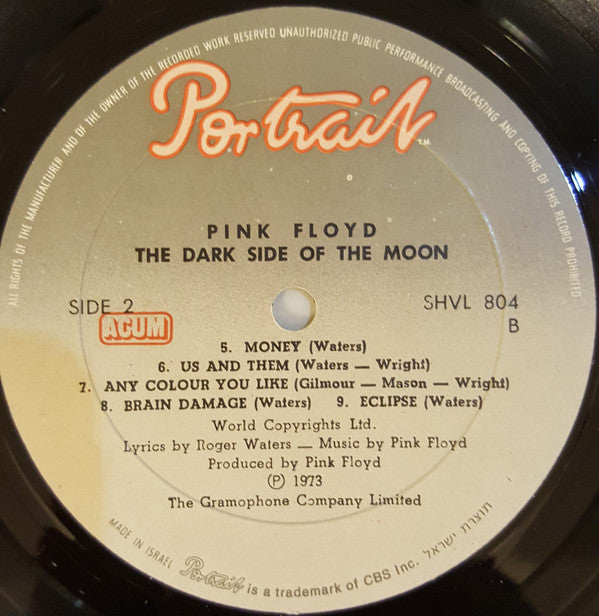 ALL RIGHTS OF THE MANUFACTURER AND OF THE OWNER OF THE RECORDED WORK RESERVED UNAUTHORIZED PUBLIC PERFORMANCE BROADCASTING AND COPYING OF THIS RECORD PROHIBITED
Portrait TM
PINK FLOYD
THE DARK SIDE OF THE MOON
SIDE 2
SHVL 804
ACUM
B
5. MONEY (Waters)
6. US AND THEM (Waters — Wright)
7. ANY COLOUR YOU LIKE (Gilmour — Mason — Wright)
8. BRAIN DAMAGE (Waters) 9. ECLIPSE (Waters)
World Copyrights Ltd.
Lyrics by Roger Waters — Music by Pink Floyd
Produced by Pink Floyd
Ⓟ 1973
The Gramophone Company Limited
MADE IN ISRAEL Portrait is a trademark of CBS Inc. תוצרת ישראל